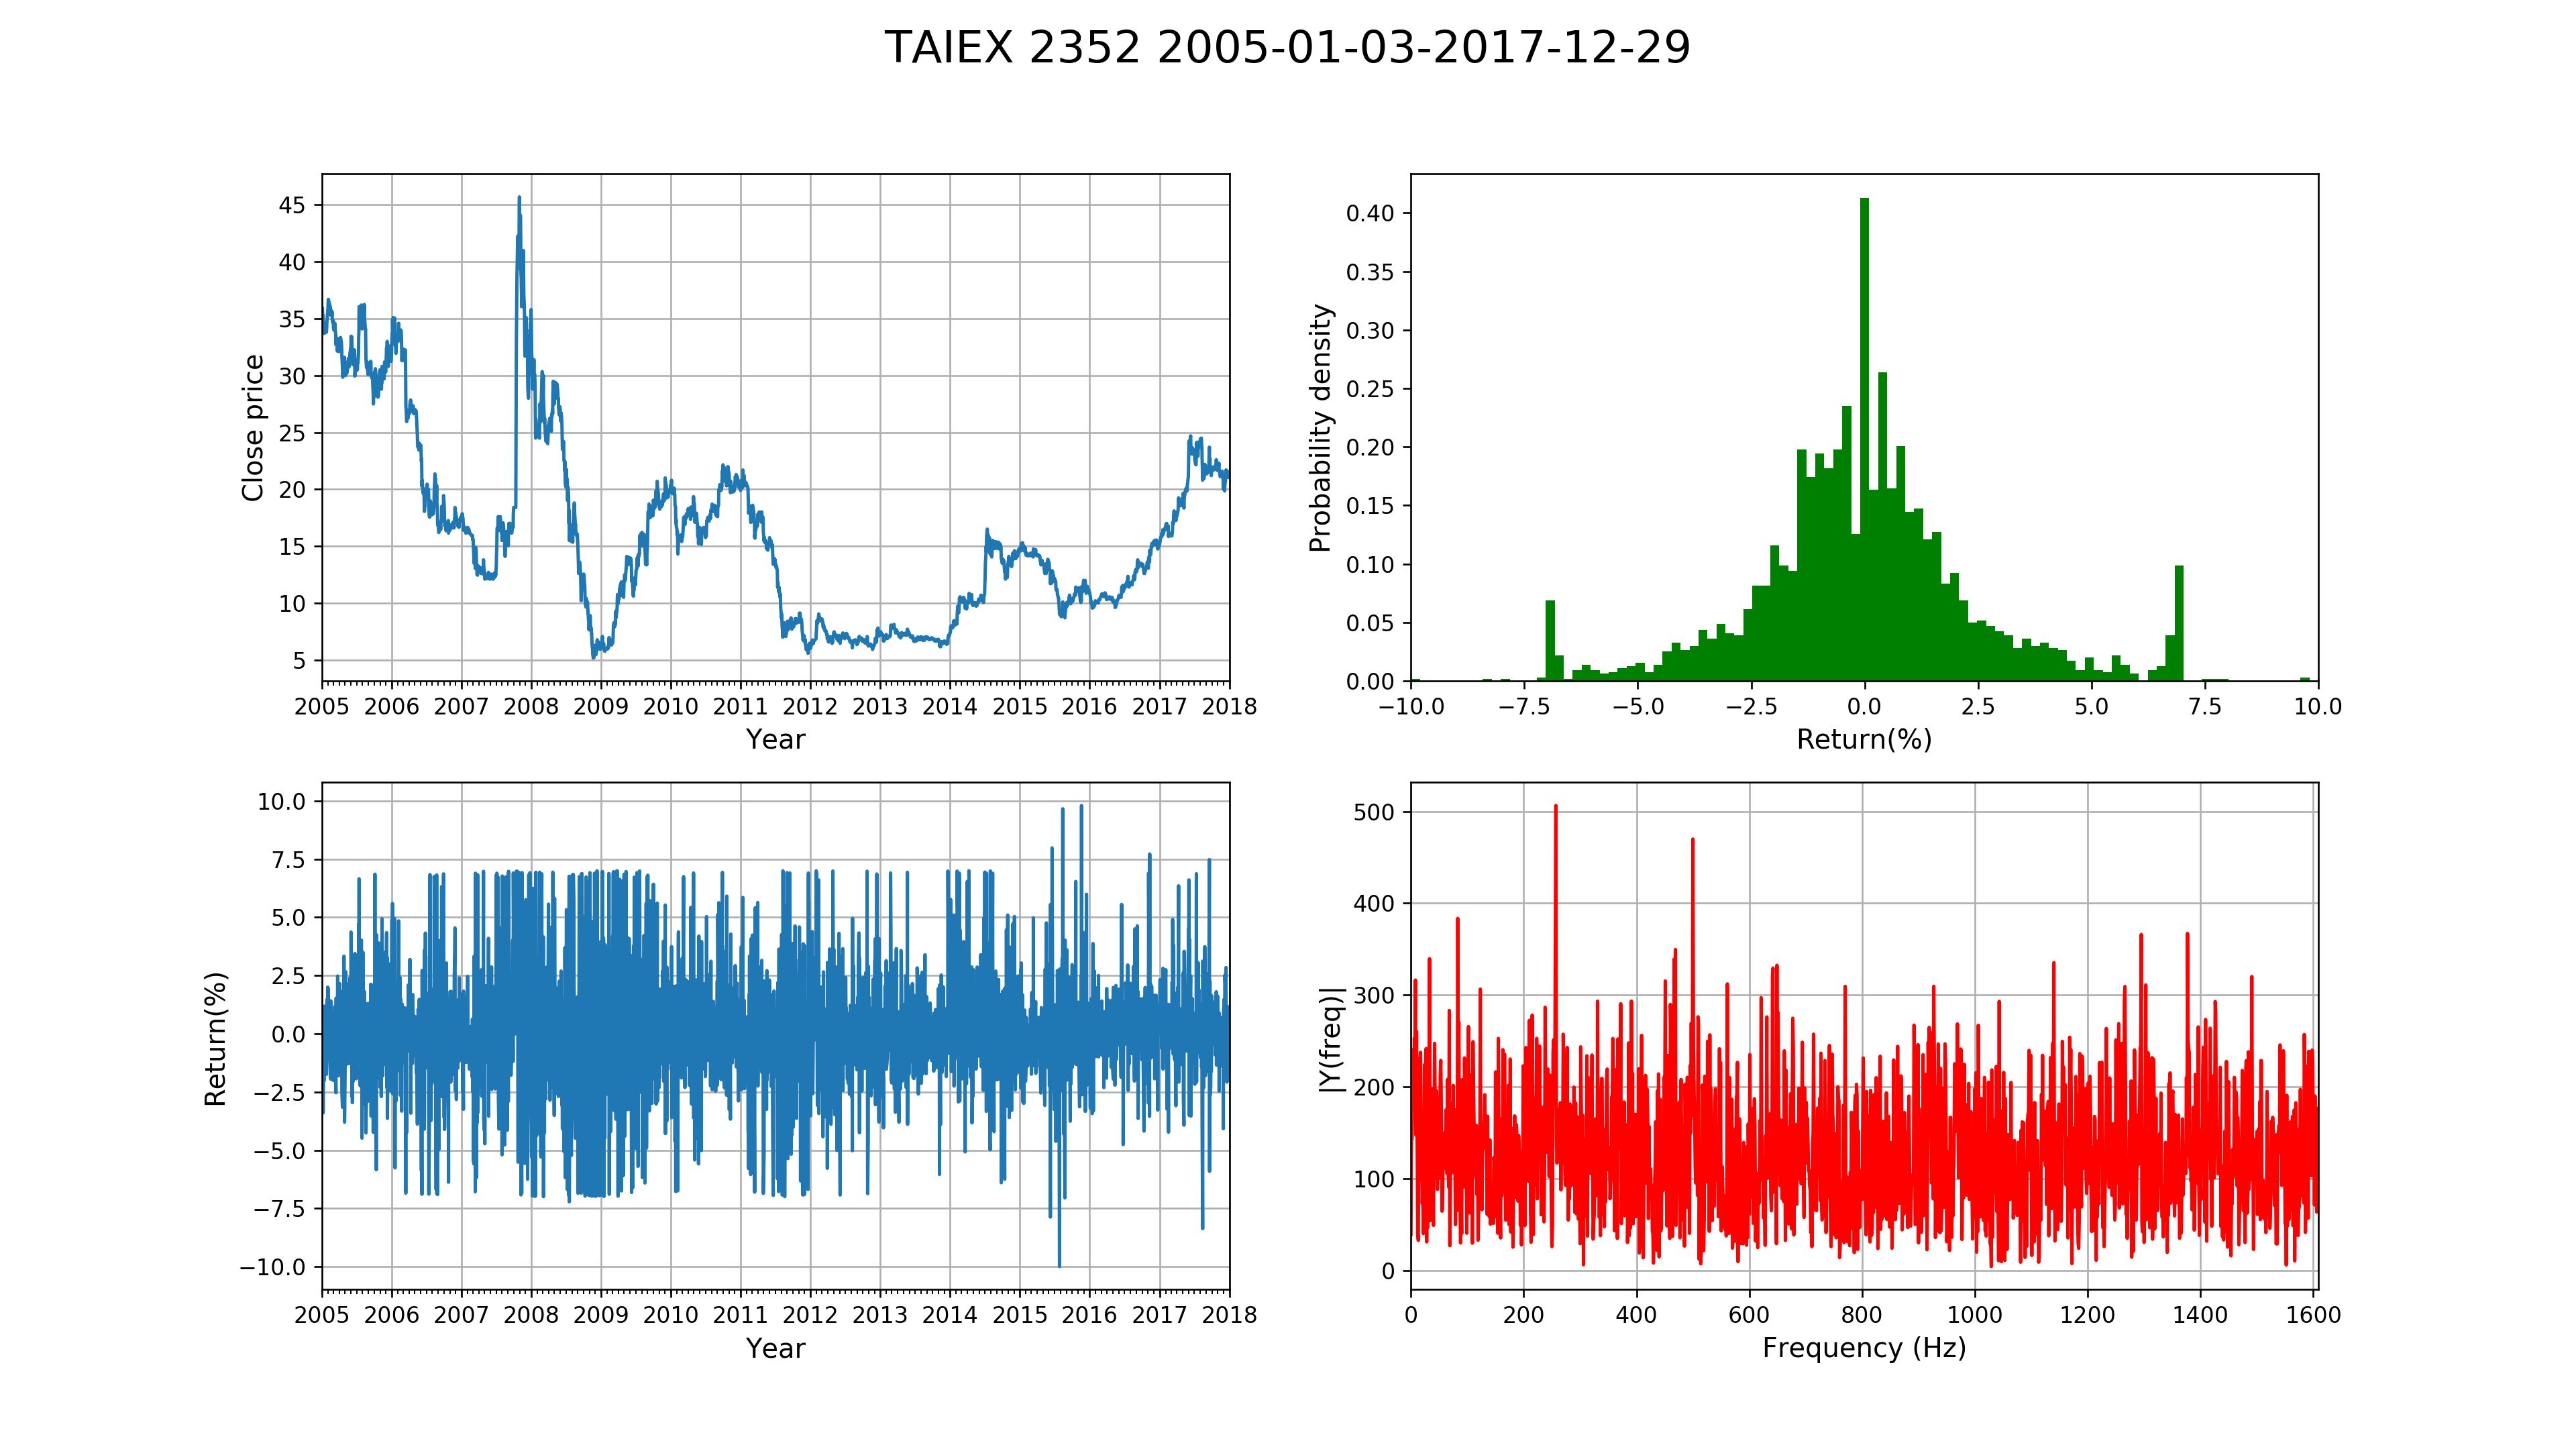 TAIEX 2352 2005-01-03-2017-12-29
Close price
45
40
35
30
25
20
15
10
5
2005 2006 2007 2008 2009 2010 2011 2012 2013 2014 2015 2016 2017 2018
Year
Probability density
0.40
0.35
0.30
0.25
0.20
0.15
0.10
0.05
0.00
−10.0 −7.5 −5.0 −2.5 0.0 2.5 5.0 7.5 10.0
Return(%)
Return(%)
10.0
7.5
5.0
2.5
0.0
−2.5
−5.0
−7.5
−10.0
2005 2006 2007 2008 2009 2010 2011 2012 2013 2014 2015 2016 2017 2018
Year
|Y(freq)|
500
400
300
200
100
0
0 200 400 600 800 1000 1200 1400 1600
Frequency (Hz)